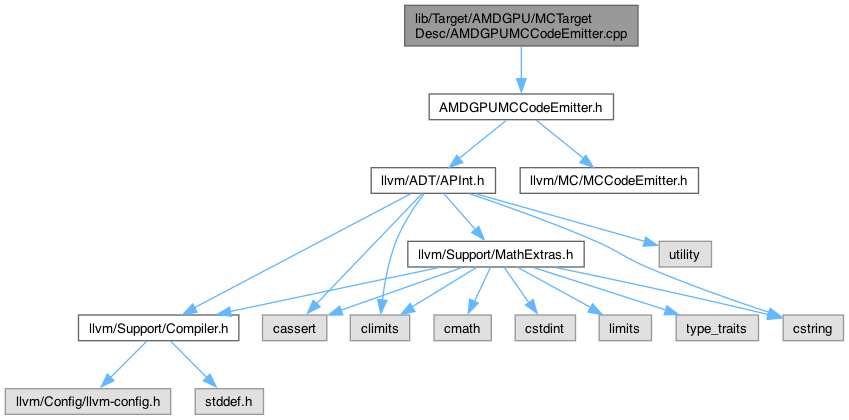 lib/Target/AMDGPU/MCTarget
Desc/AMDGPUMCCodeEmitter.cpp
AMDGPUMCCodeEmitter.h
llvm/ADT/APInt.h
llvm/MC/MCCodeEmitter.h
llvm/Support/MathExtras.h
utility
llvm/Support/Compiler.h
cassert
climits
cmath
cstdint
limits
type_traits
cstring
llvm/Config/llvm-config.h
stddef.h